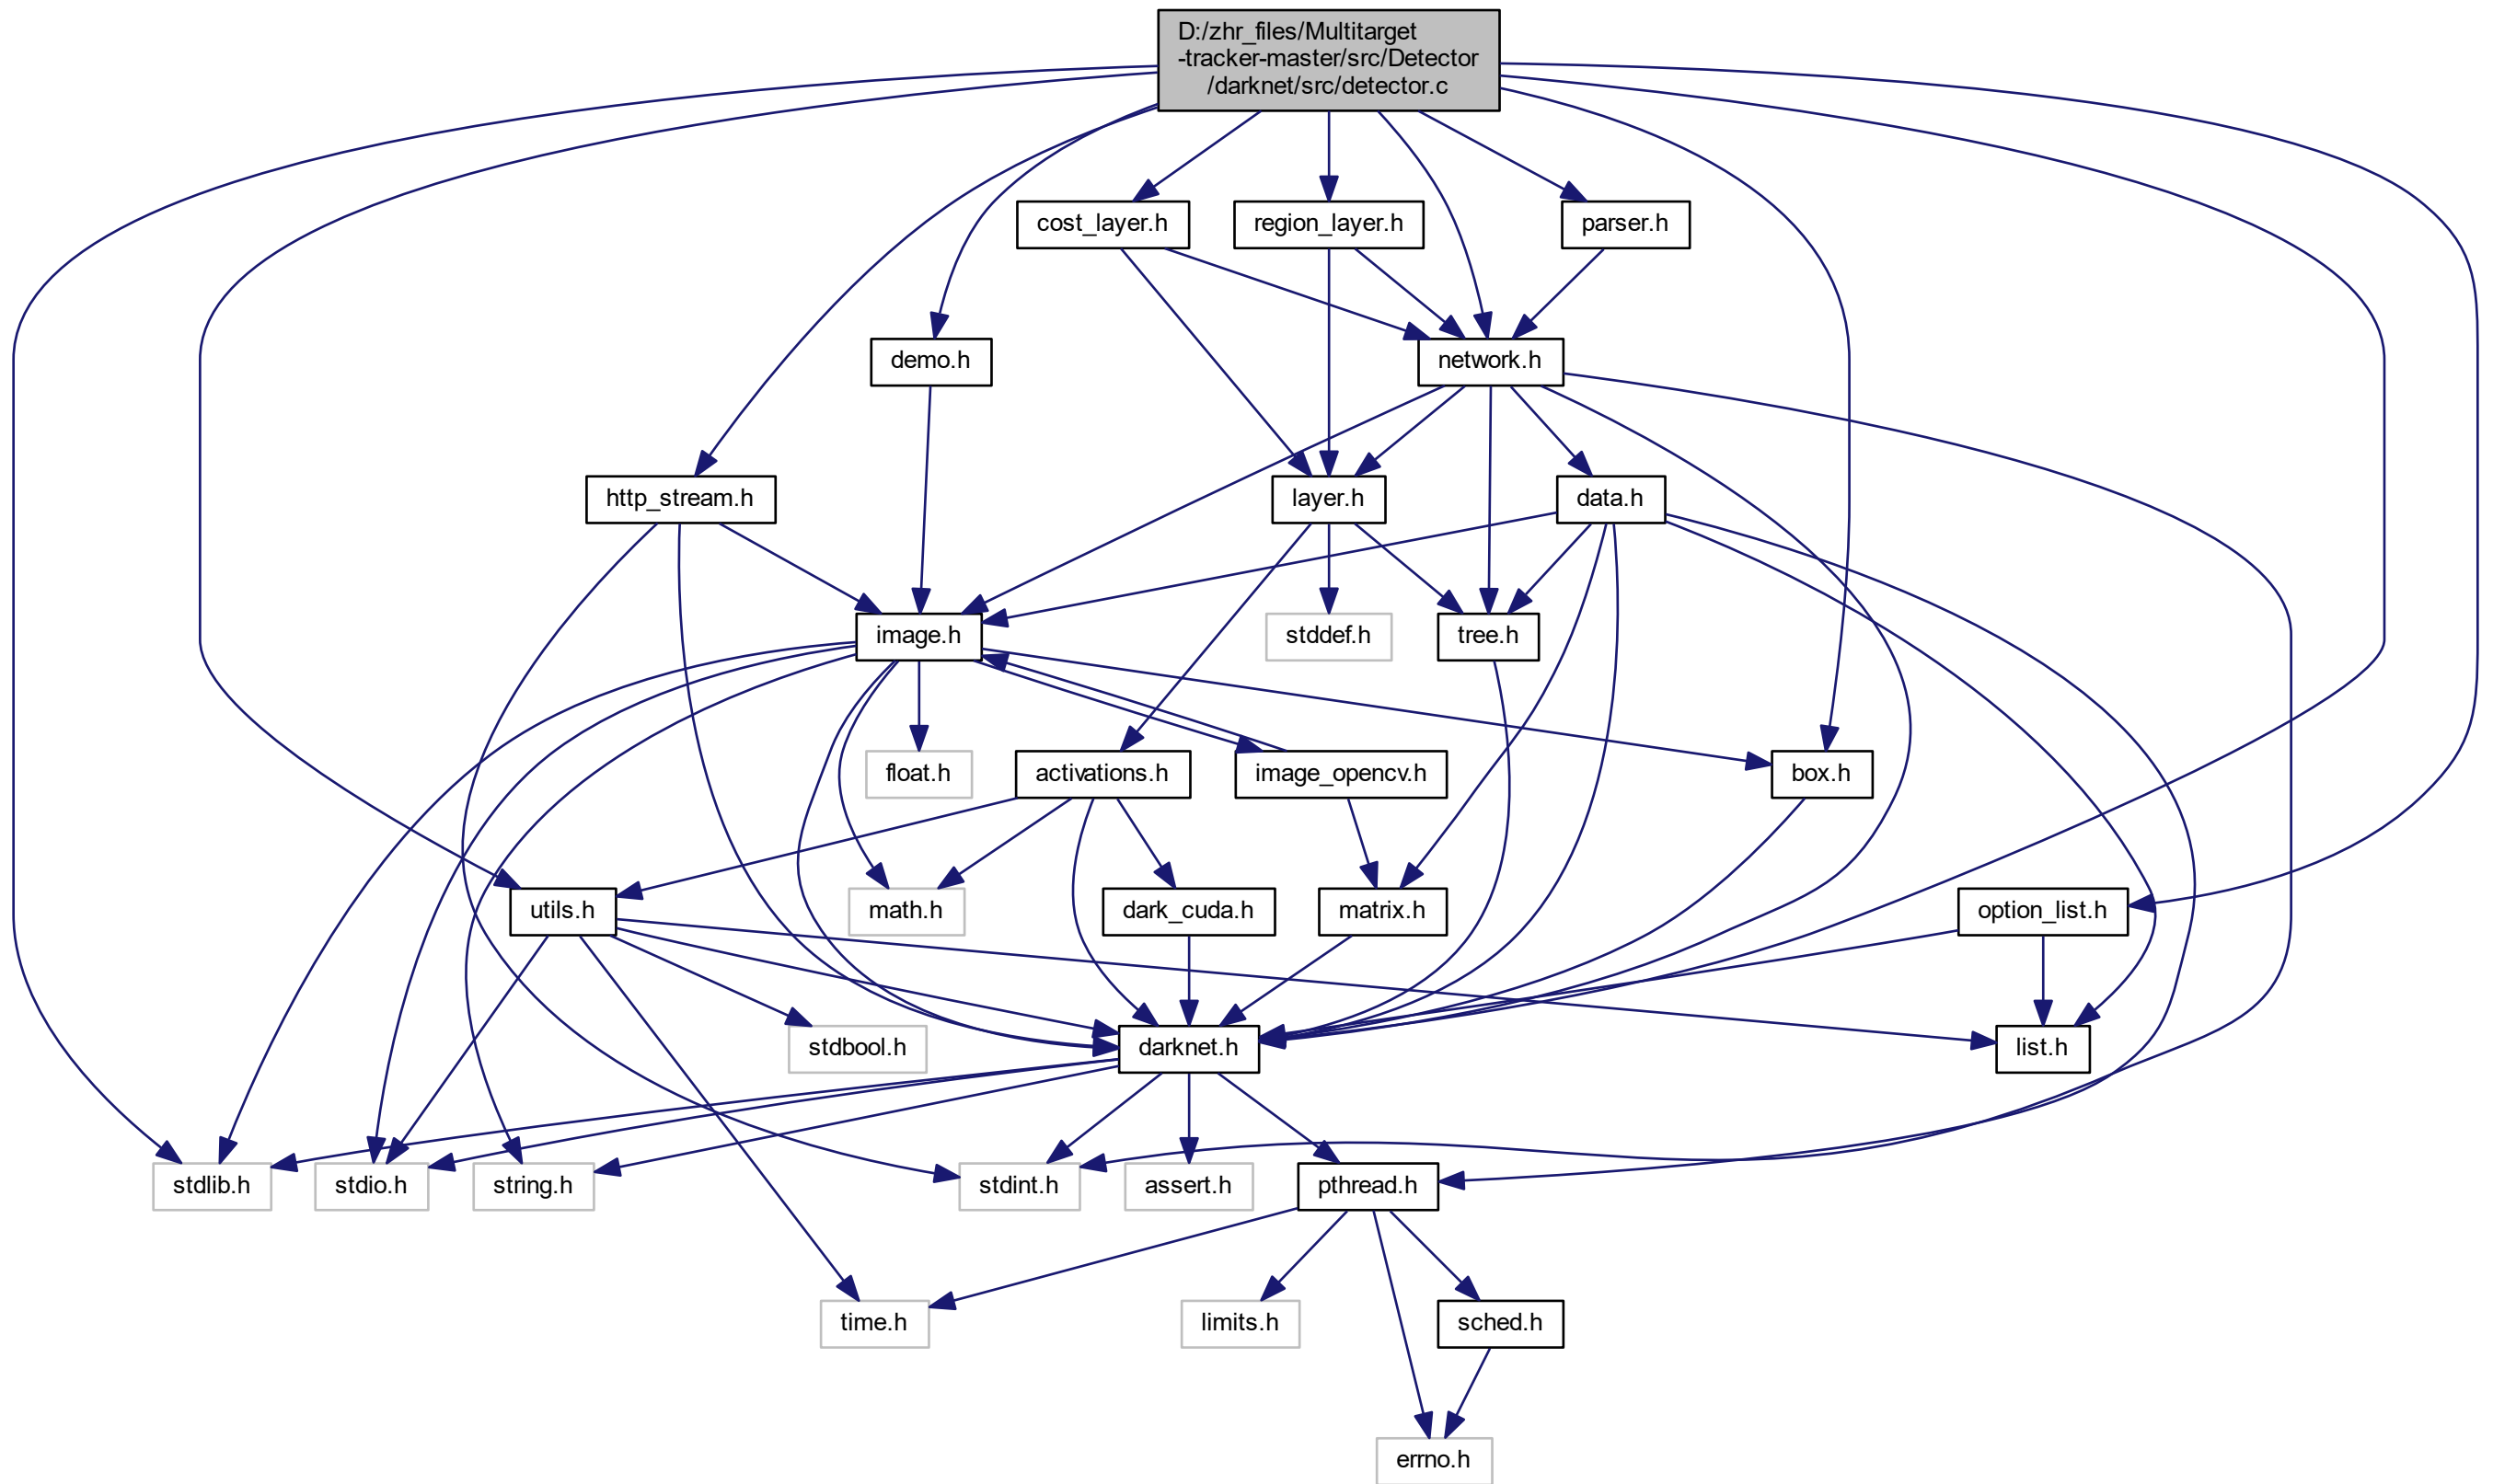 D:/zhr_files/Multitarget
-tracker-master/src/Detector
/darknet/src/detector.c
cost_layer.h
region_layer.h
parser.h
demo.h
network.h
http_stream.h
layer.h
data.h
image.h
stddef.h
tree.h
float.h
activations.h
image_opencv.h
box.h
utils.h
math.h
dark_cuda.h
matrix.h
option_list.h
stdbool.h
darknet.h
list.h
stdlib.h
stdio.h
string.h
stdint.h
assert.h
pthread.h
time.h
limits.h
sched.h
errno.h